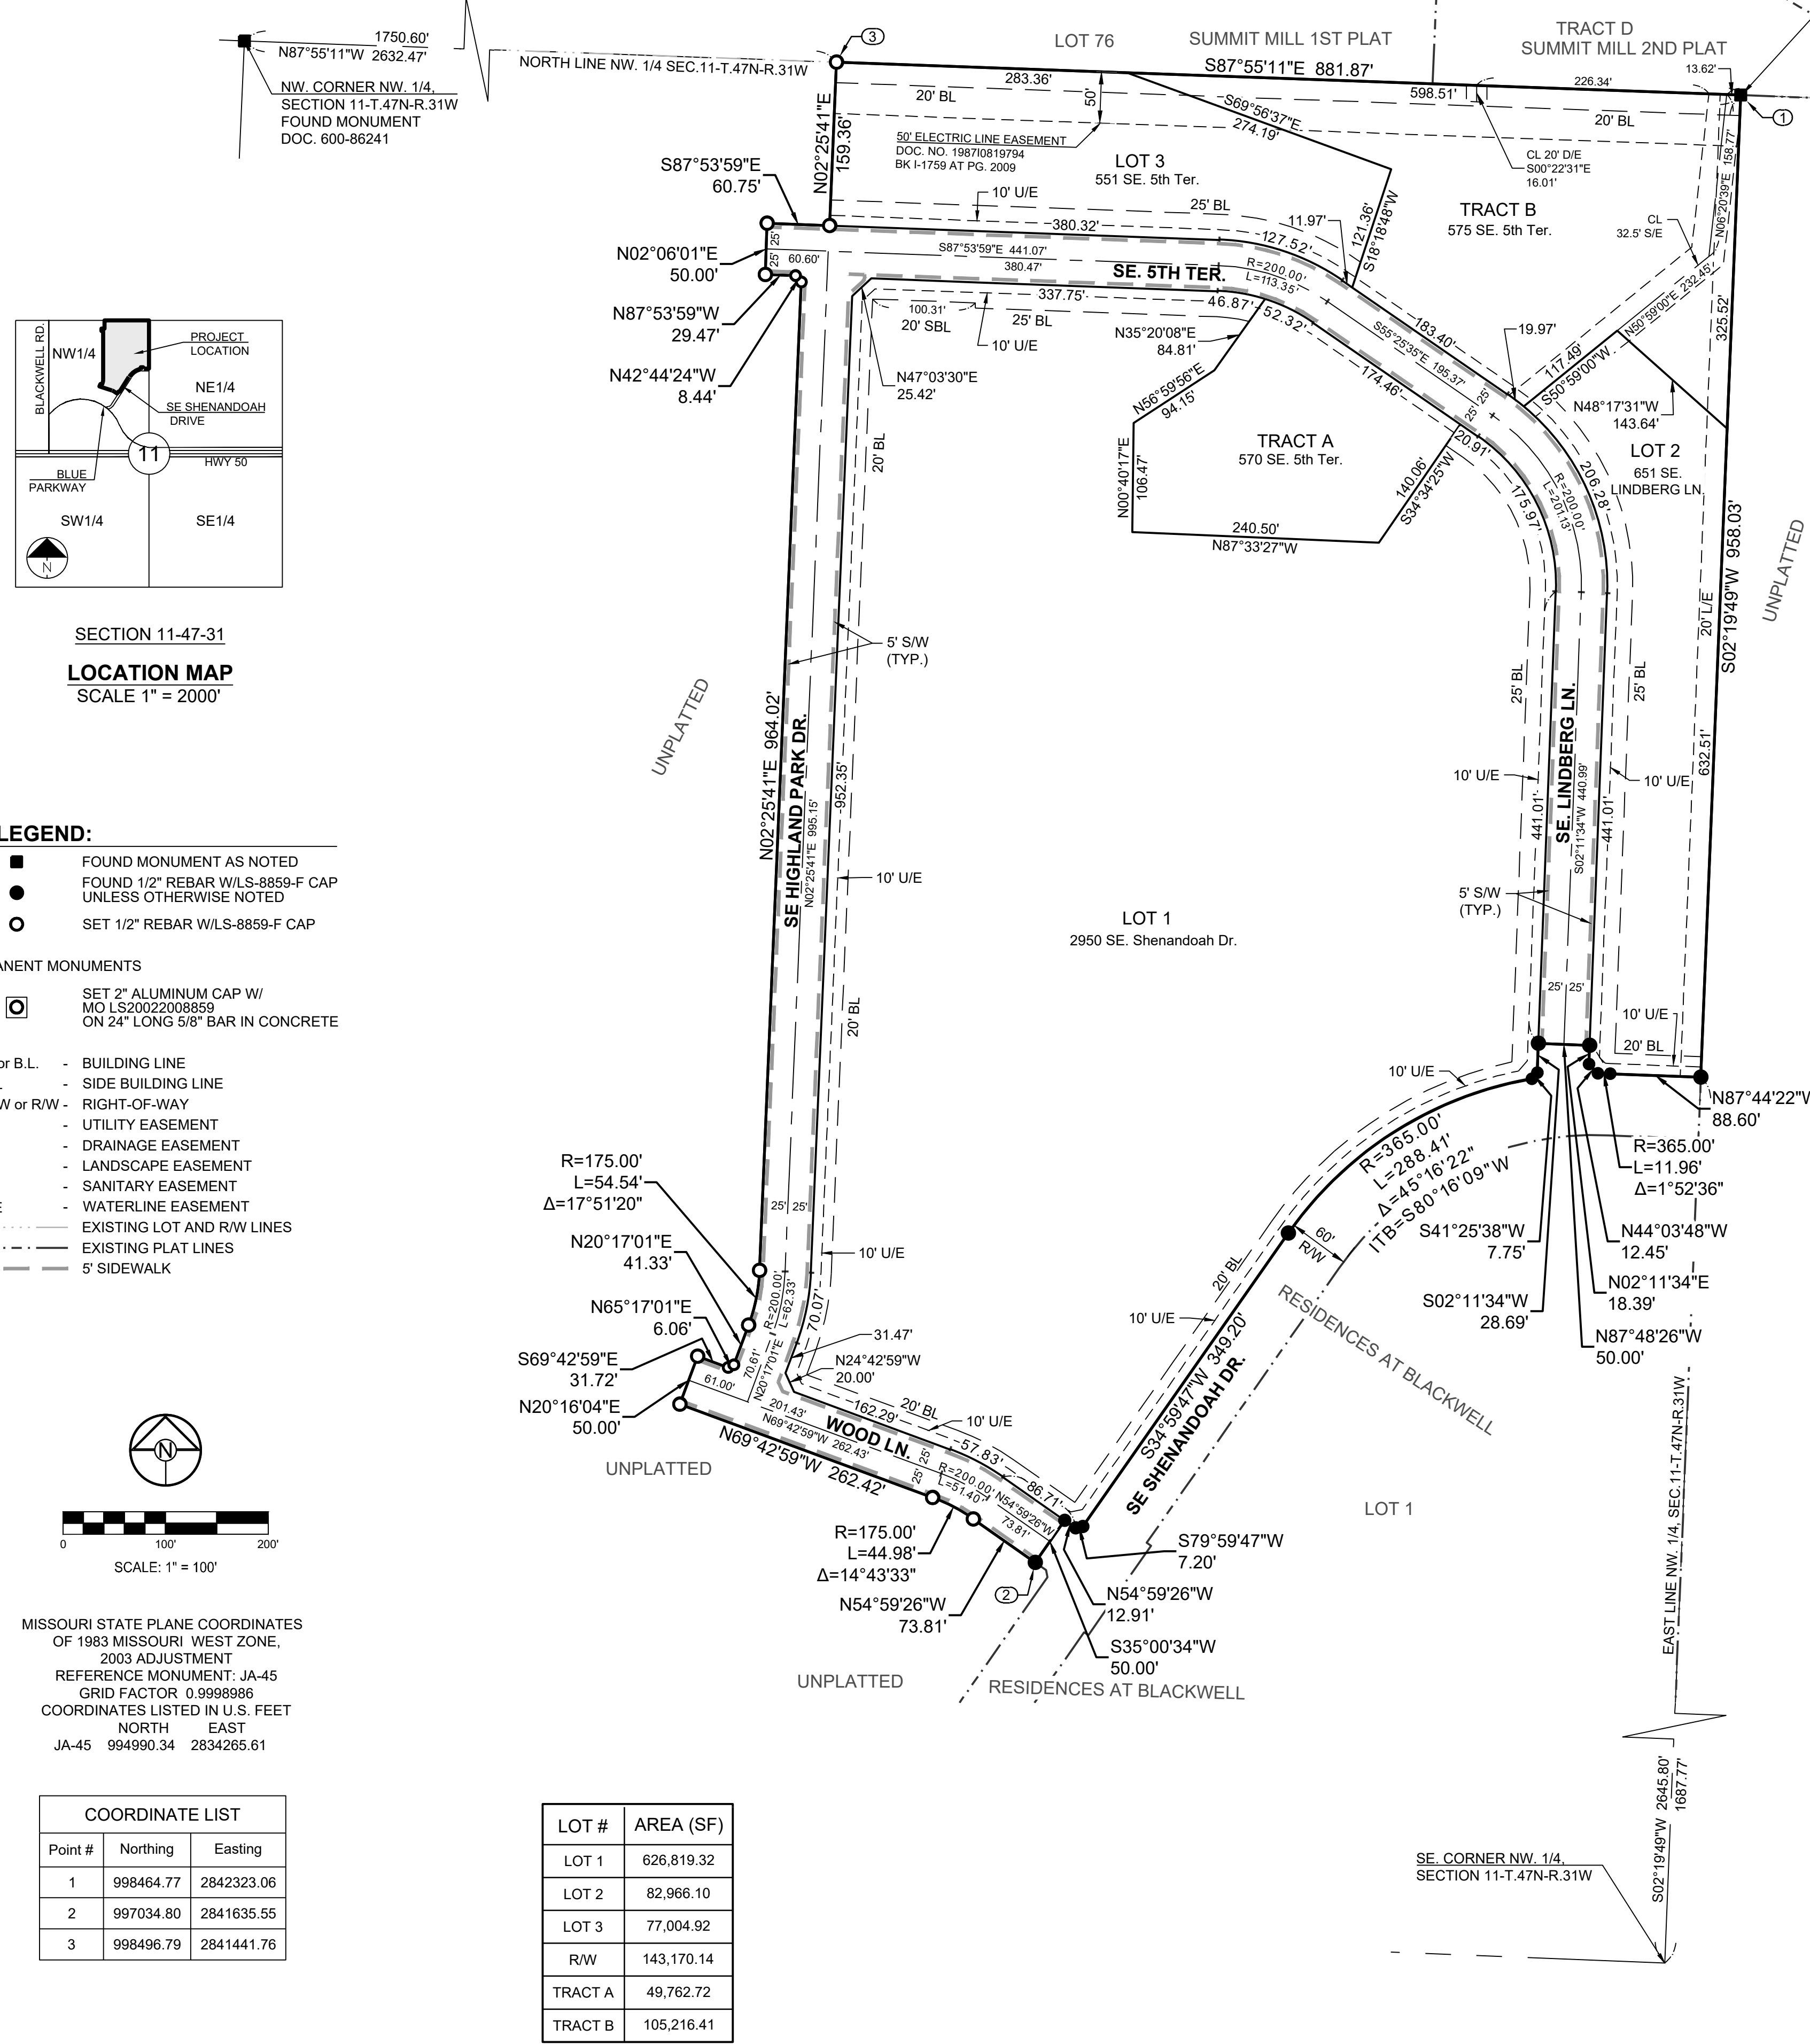 1750.60'
N87°55'11"W 2632.47'
NW. CORNER NW. 1/4,
SECTION 11-T.47N-R.31W
FOUND MONUMENT
DOC. 600-86241
NORTH LINE NW. 1/4 SEC.11-T.47N-R.31W
3
LOT 76
SUMMIT MILL 1ST PLAT
TRACT D
SUMMIT MILL 2ND PLAT
S87°55'11"E 881.87'
13.62'
283.36'
598.51'
226.34'
1
20' BL
50'
20' BL
S69°56'37"E
274.19'
50' ELECTRIC LINE EASEMENT
DOC. NO. 1987I0819794
BK I-1759 AT PG. 2009
LOT 3
551 SE. 5th Ter.
CL 20' D/E
S00°22'31"E
16.01'
N02°25'41"E
159.36'
N06°20'39"E 158.77'
S87°53'59"E
60.75'
10' U/E
25' BL
11.97'
121.36'
S18°18'48"W
TRACT B
575 SE. 5th Ter.
CL
32.5' S/E
380.32'
127.52'
N02°06'01"E
50.00'
25'
25'
60.60'
S87°53'59"E 441.07'
380.47'
SE. 5TH TER.
R=200.00'
L=113.35'
N50°59'00"E 232.45'
325.52'
N87°53'59"W
29.47'
337.75'
46.87'
52.32'
100.31'
20' SBL
25' BL
10' U/E
S55°25'35"E 195.37'
183.40'
19.97'
117.49'
S50°59'00"W
N35°20'08"E
84.81'
N42°44'24"W
8.44'
N47°03'30"E
25.42'
174.46'
25' 25'
N48°17'31"W
143.64'
N56°59'56"E
94.15'
20.91'
TRACT A
570 SE. 5th Ter.
LOT 2
651 SE.
LINDBERG LN.
N00°40'17"E
106.47'
140.06'
S34°34'25"W
175.97'
R=200.00'
L=201.13'
206.28'
240.50'
N87°33'27"W
20' BL
S02°19'49"W 958.03'
UNPLATTED
20' L/E
BLACKWELL RD.
NW1/4
PROJECT
LOCATION
NE1/4
SE SHENANDOAH
DRIVE
11
HWY 50
BLUE
PARKWAY
SW1/4
SE1/4
N
SECTION 11-47-31
LOCATION MAP
SCALE 1" = 2000'
5' S/W
(TYP.)
UNPLATTED
N02°25'41"E 964.02'
SE HIGHLAND PARK DR.
N02°25'41"E 995.15'
952.35'
25' BL
25' BL
SE. LINDBERG LN.
S02°11'34"W 440.99'
10' U/E
10' U/E
441.01'
441.01'
632.51'
10' U/E
5' S/W
(TYP.)
LOT 1
2950 SE. Shenandoah Dr.
20' BL
25' 25'
LEGEND:
FOUND MONUMENT AS NOTED
FOUND 1/2" REBAR W/LS-8859-F CAP
UNLESS OTHERWISE NOTED
SET 1/2" REBAR W/LS-8859-F CAP
ANENT MONUMENTS
SET 2" ALUMINUM CAP W/
MO LS20022008859
ON 24" LONG 5/8" BAR IN CONCRETE
or B.L. - BUILDING LINE
- SIDE BUILDING LINE
W or R/W - RIGHT-OF-WAY
- UTILITY EASEMENT
- DRAINAGE EASEMENT
- LANDSCAPE EASEMENT
- SANITARY EASEMENT
E - WATERLINE EASEMENT
EXISTING LOT AND R/W LINES
EXISTING PLAT LINES
5' SIDEWALK
10' U/E
20' BL
10' U/E
N87°44'22"W
88.60'
R=365.00'
L=288.41'
Δ=45°16'22"
ITB=S80°16'09"W
R=365.00'
L=11.96'
Δ=1°52'36"
S41°25'38"W
7.75'
N44°03'48"W
12.45'
N02°11'34"E
18.39'
S02°11'34"W
28.69'
N87°48'26"W
50.00'
R=175.00'
L=54.54'
Δ=17°51'20"
25' 25'
10' U/E
N20°17'01"E
41.33'
N65°17'01"E
6.06'
R=200.00'
L=62.33'
70.07'
31.47'
S69°42'59"E
31.72'
70.61'
N20°17'01"E
61.00'
N24°42'59"W
20.00'
N20°16'04"E
50.00'
60'
R/W
20' BL
10' U/E
RESIDENCES AT BLACKWELL
S34°59'47"W 349.20'
SE SHENANDOAH DR.
201.43'
N69°42'59"W 262.43'
162.29'
20' BL
10' U/E
WOOD LN.
57.83'
N69°42'59"W 262.42'
25' 25'
R=200.00'
L=51.40'
N54°59'26"W
73.81'
86.71'
UNPLATTED
R=175.00'
L=44.98'
Δ=14°43'33"
N54°59'26"W
73.81'
2
S79°59'47"W
7.20'
N54°59'26"W
12.91'
S35°00'34"W
50.00'
LOT 1
UNPLATTED
RESIDENCES AT BLACKWELL
EAST LINE NW. 1/4, SEC.11-T.47N-R.31W
S02°19'49"W 2645.80'
1687.77'
SE. CORNER NW. 1/4,
SECTION 11-T.47N-R.31W
N
0 100' 200'
SCALE: 1" = 100'
MISSOURI STATE PLANE COORDINATES
OF 1983 MISSOURI WEST ZONE,
2003 ADJUSTMENT
REFERENCE MONUMENT: JA-45
GRID FACTOR 0.9998986
COORDINATES LISTED IN U.S. FEET
NORTH EAST
JA-45 994990.34 2834265.61
COORDINATE LIST
Point # Northing Easting
1 998464.77 2842323.06
2 997034.80 2841635.55
3 998496.79 2841441.76
LOT # AREA (SF)
LOT 1 626,819.32
LOT 2 82,966.10
LOT 3 77,004.92
R/W 143,170.14
TRACT A 49,762.72
TRACT B 105,216.41